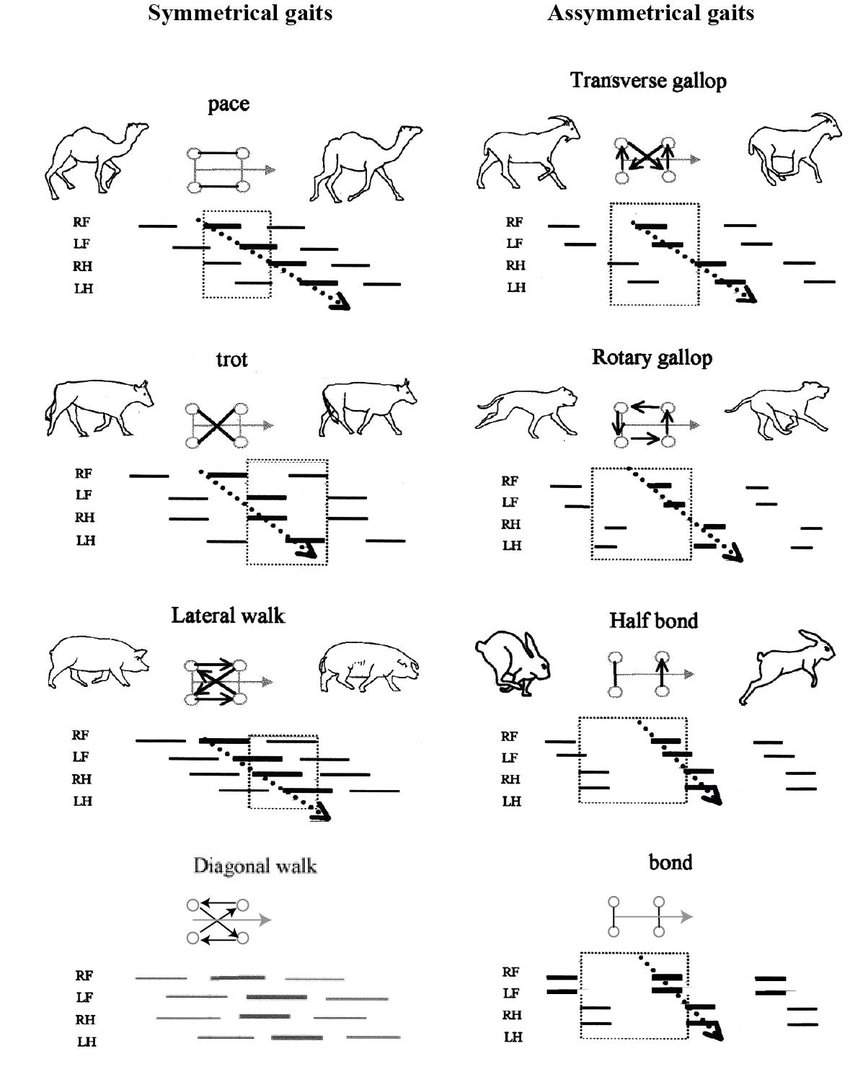 Symmetrical gaits
Assymmetrical gaits
pace
RF
LF
RH
LH
trot
RF
LF
RH
LH
Lateral walk
RF
LF
RH
LH
Diagonal walk
RF
LF
RH
LH
Transverse gallop
RF
LF
RH
LH
Rotary gallop
RF
LF
RH
LH
Half bond
RF
LF
RH
LH
bond
RF
LF
RH
LH